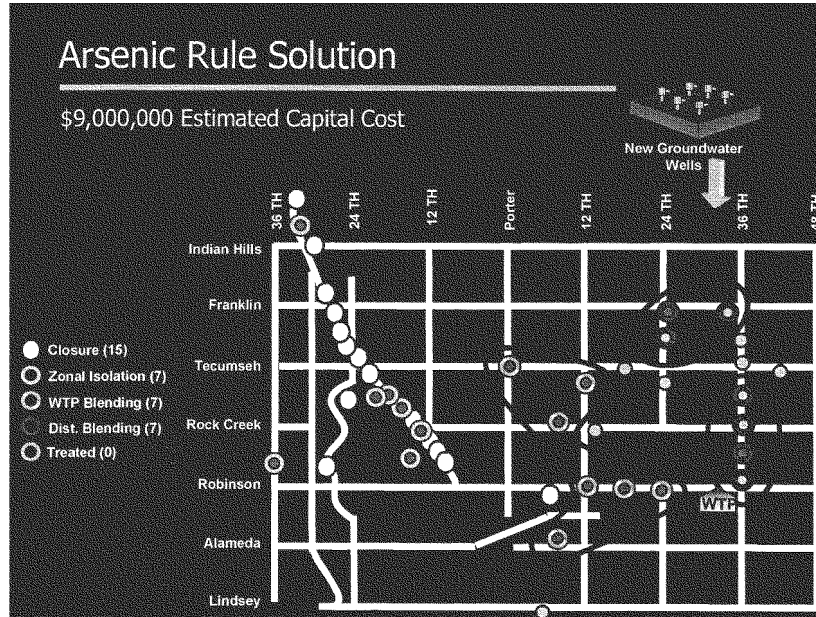 Arsenic Rule Solution
$9,000,000 Estimated Capital Cost
New Groundwater
Wells
36 TH
24 TH
12 TH
Porter
12 TH
24 TH
36 TH
48 TH
Indian Hills
Franklin
Tecumseh
Rock Creek
Robinson
Alameda
Lindsey
Closure (15)
Zonal Isolation (7)
WTP Blending (7)
Dist. Blending (7)
Treated (0)
WTP